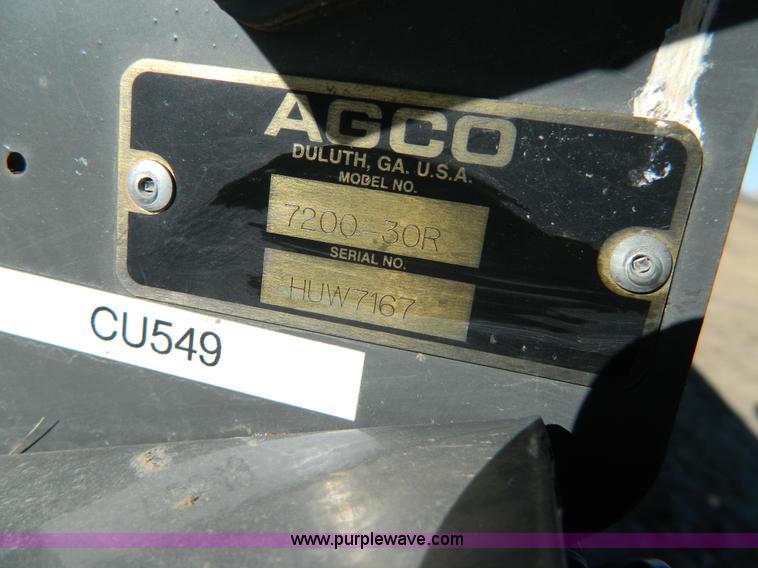 AGCO
DULUTH, GA. U.S.A.
MODEL NO.
7200-30R
SERIAL NO.
HUW7167
CU549
www.purplewave.com